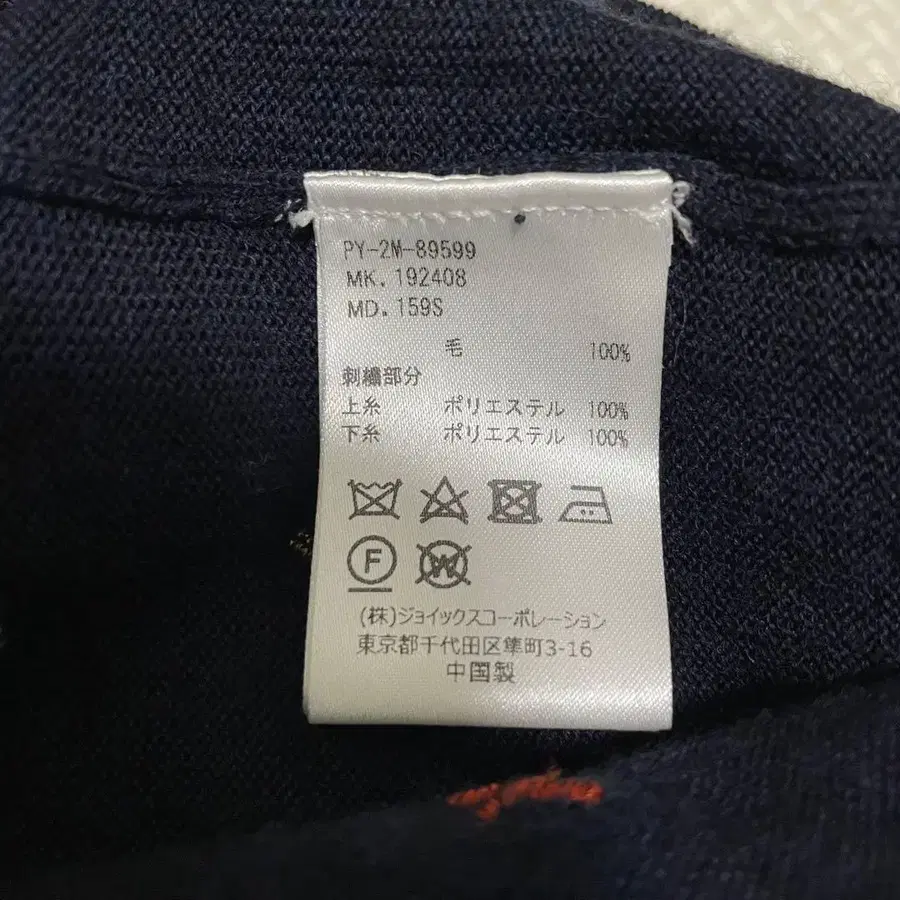 PY-2M-89599
MK. 192408
MD. 159S
毛 100%
刺繍部分
上糸 ポリエステル 100%
下糸 ポリエステル 100%
F W
(株)ジョイックスコーポレーション
東京都千代田区隼町3-16
中国製